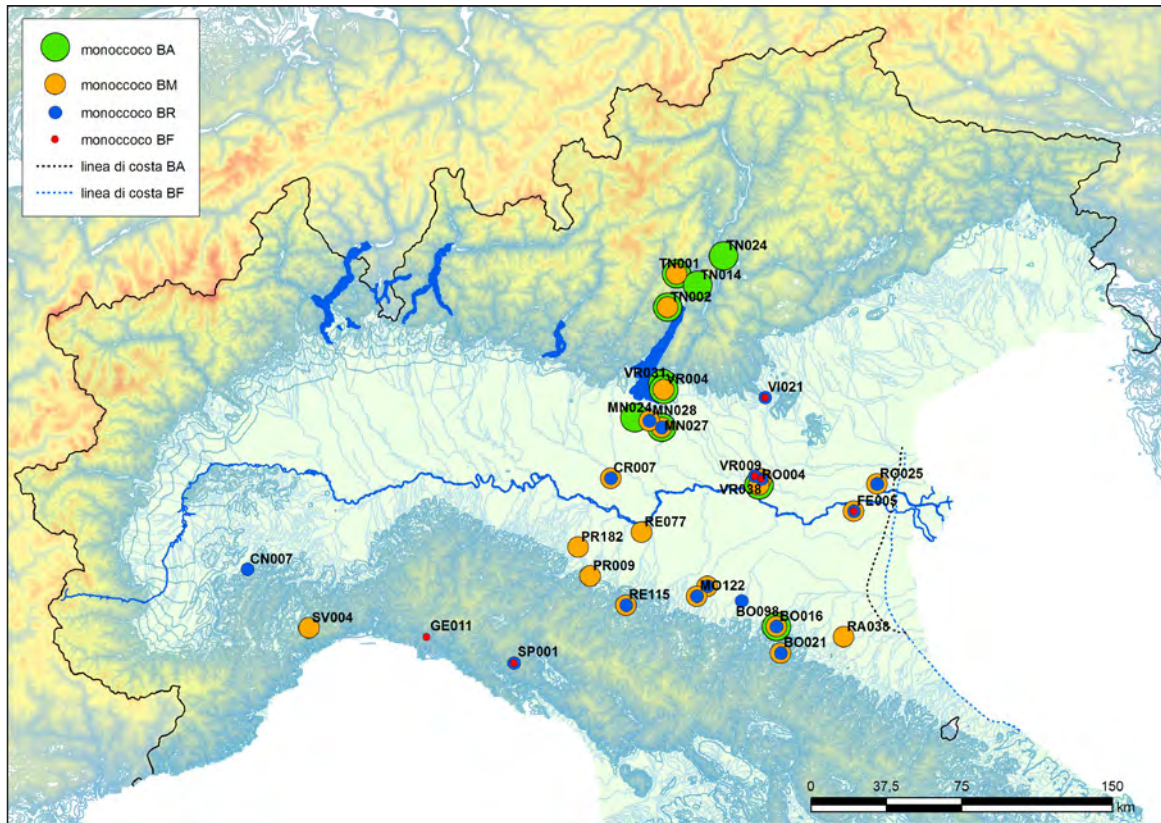 monoccoco BA
monoccoco BM
monoccoco BR
monoccoco BF
linea di costa BA
linea di costa BF
TN024
TN001
TN014
TN002
VR031
VR004
VI021
MN024
MN028
MN027
CR007
VR009
RO004
RO025
VR038
FE005
RE077
PR182
CN007
PR009
MO122
RE115
BO098
BO016
SV004
GE011
RA038
BO021
SP001
0 37,5 75 150
km